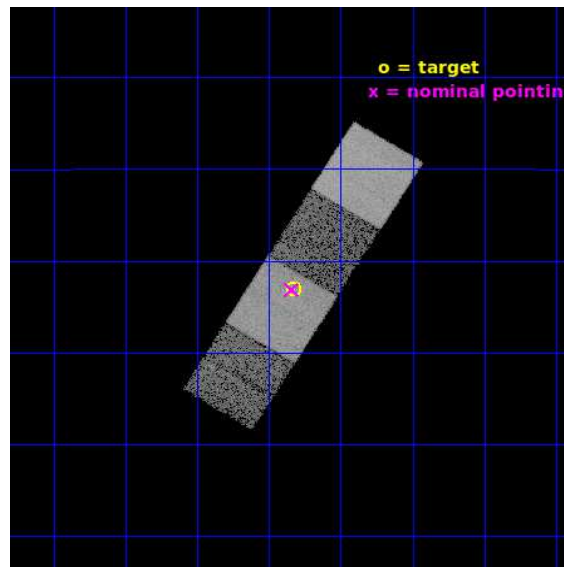 o = target
x = nominal pointin